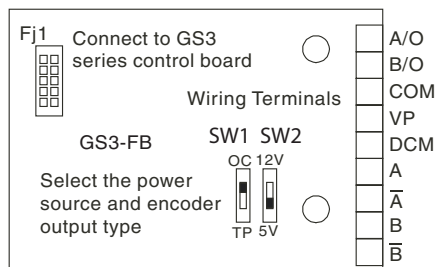 Fj1
Connect to GS3
series control board
Wiring Terminals
GS3-FB
SW1 SW2
OC 12V
Select the power
source and encoder
output type
TP 5V
A/O
B/O
COM
VP
DCM
A
A̅
B
B̅